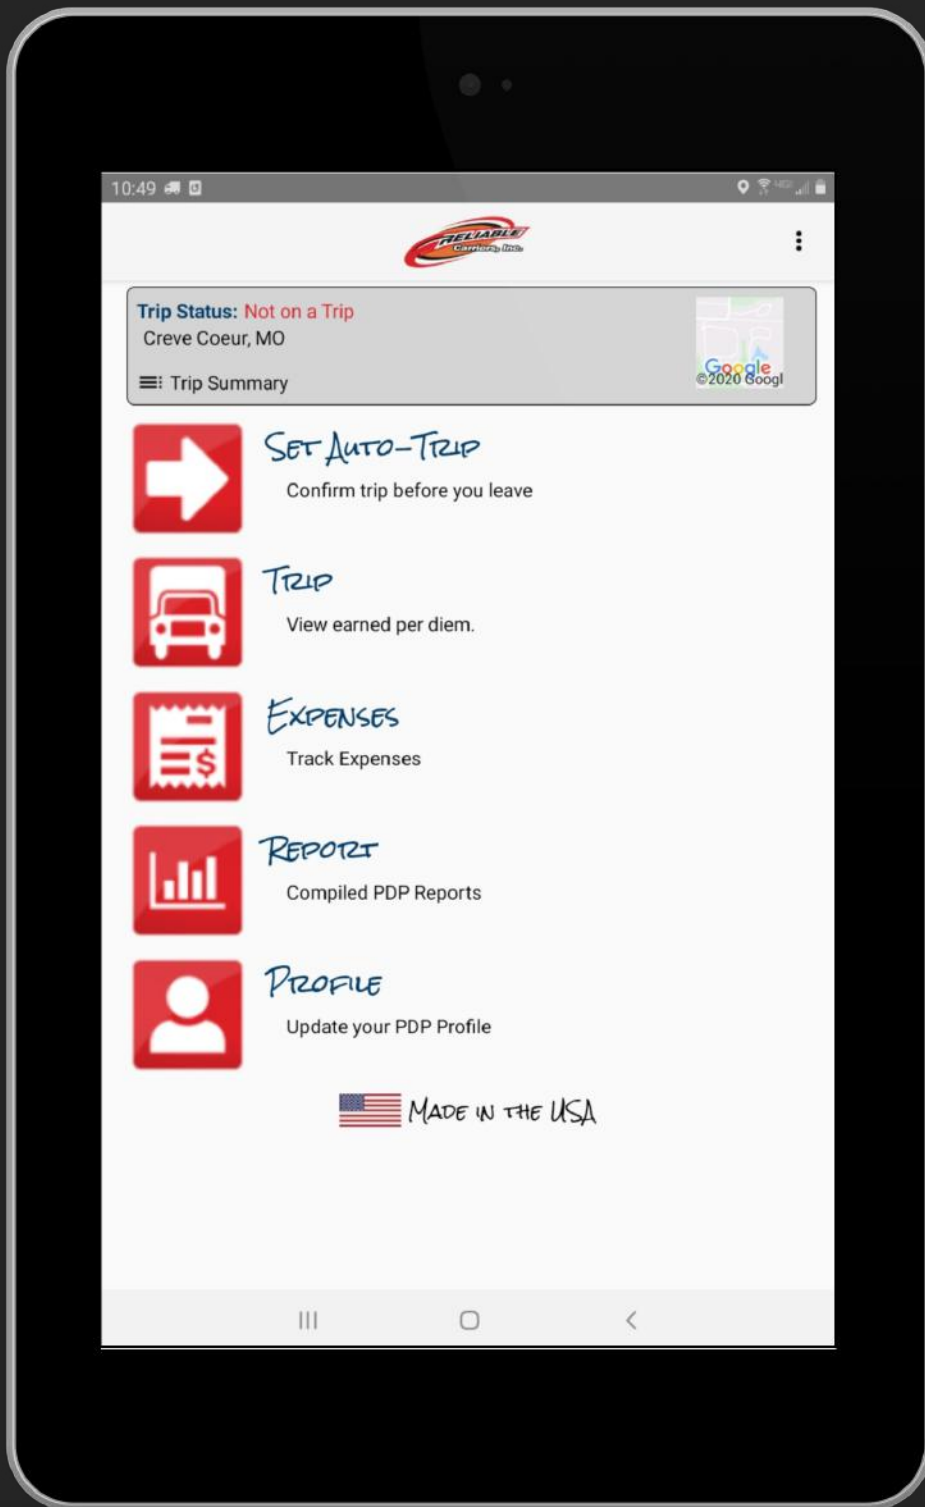 10:49
RELIABLE
Carriers, Inc.
Trip Status: Not on a Trip
Creve Coeur, MO
Trip Summary
Google
©2020 Googl
SET AUTO-TRIP
Confirm trip before you leave
TRIP
View earned per diem.
EXPENSES
Track Expenses
$
REPORT
Compiled PDP Reports
PROFILE
Update your PDP Profile
MADE IN THE USA